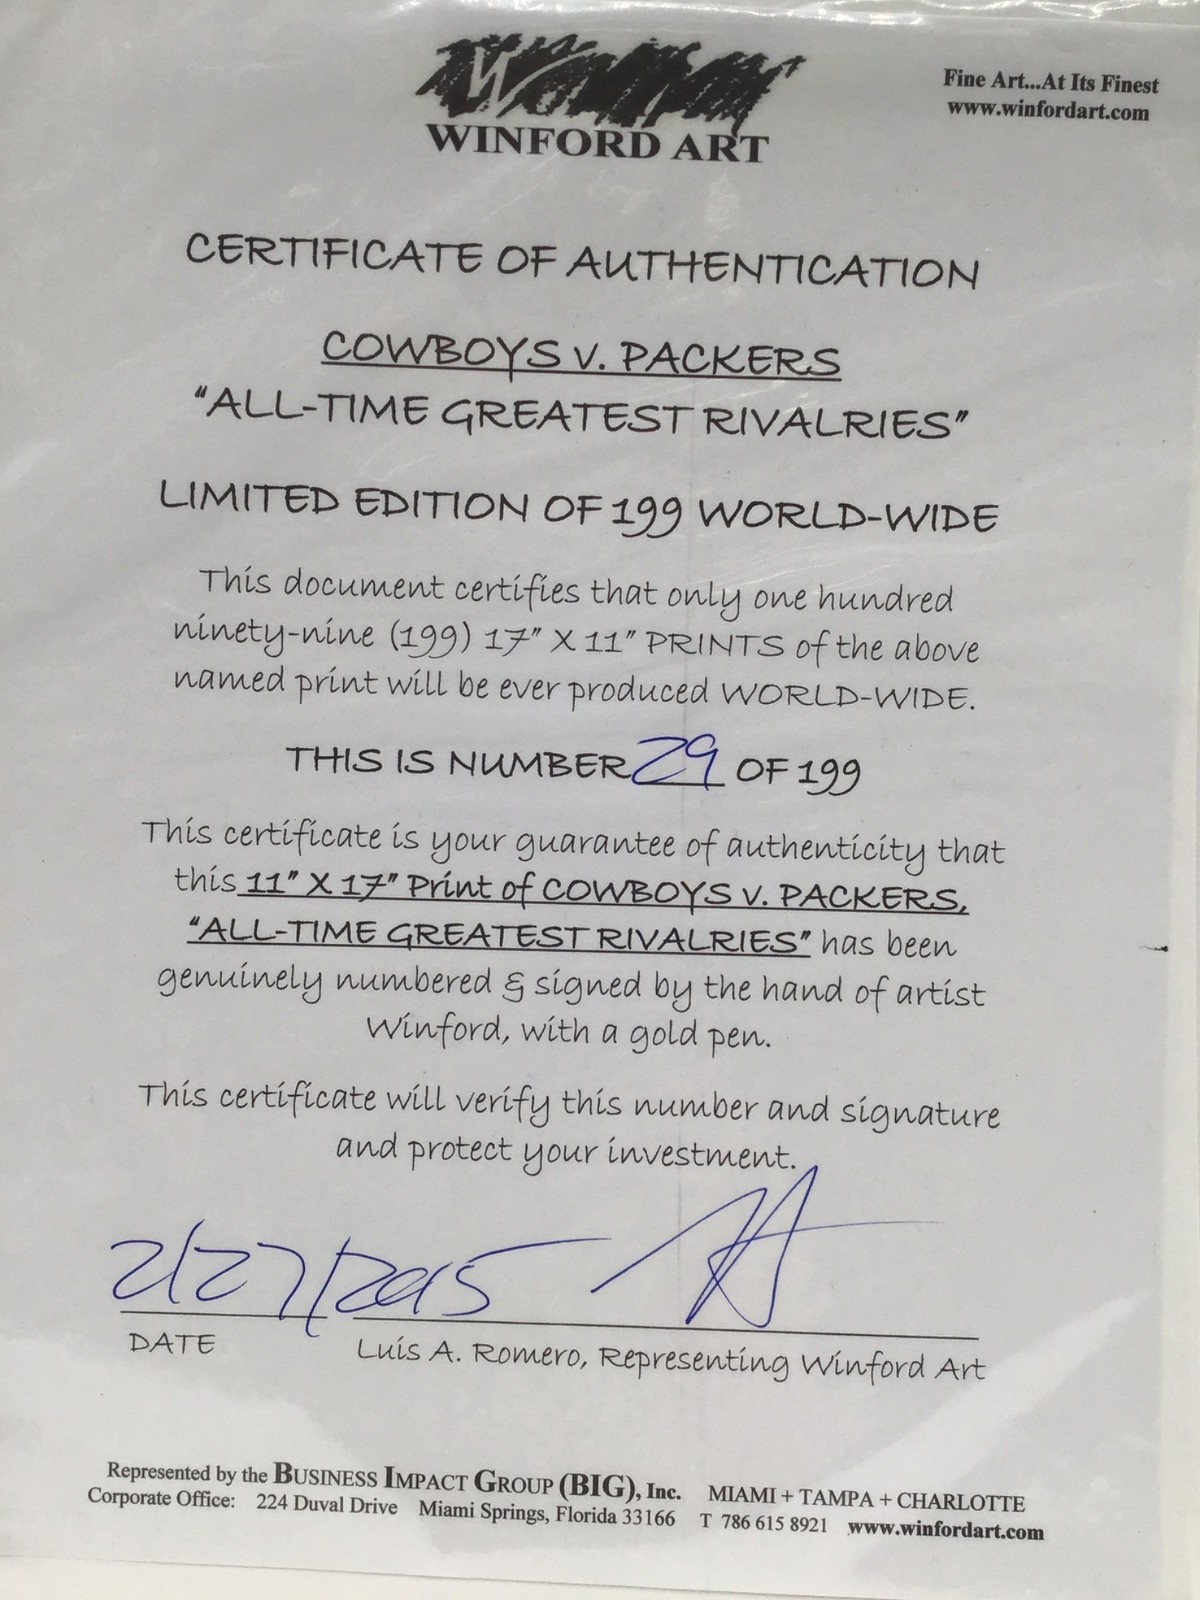 Winford
WINFORD ART
Fine Art...At Its Finest
www.winfordart.com
CERTIFICATE OF AUTHENTICATION
COWBOYS v. PACKERS
“ALL-TIME GREATEST RIVALRIES”
LIMITED EDITION OF 199 WORLD-WIDE
This document certifies that only one hundred
ninety-nine (199) 17” X 11” PRINTS of the above
named print will be ever produced WORLD-WIDE.
THIS IS NUMBER 29 OF 199
This certificate is your guarantee of authenticity that
this 11” X 17” Print of COWBOYS v. PACKERS,
“ALL-TIME GREATEST RIVALRIES” has been
genuinely numbered & signed by the hand of artist
Winford, with a gold pen.
This certificate will verify this number and signature
and protect your investment.
2/27/2015
DATE
Luis A. Romero, Representing Winford Art
Represented by the BUSINESS IMPACT GROUP (BIG), Inc. MIAMI + TAMPA + CHARLOTTE
Corporate Office: 224 Duval Drive Miami Springs, Florida 33166 T 786 615 8921 www.winfordart.com